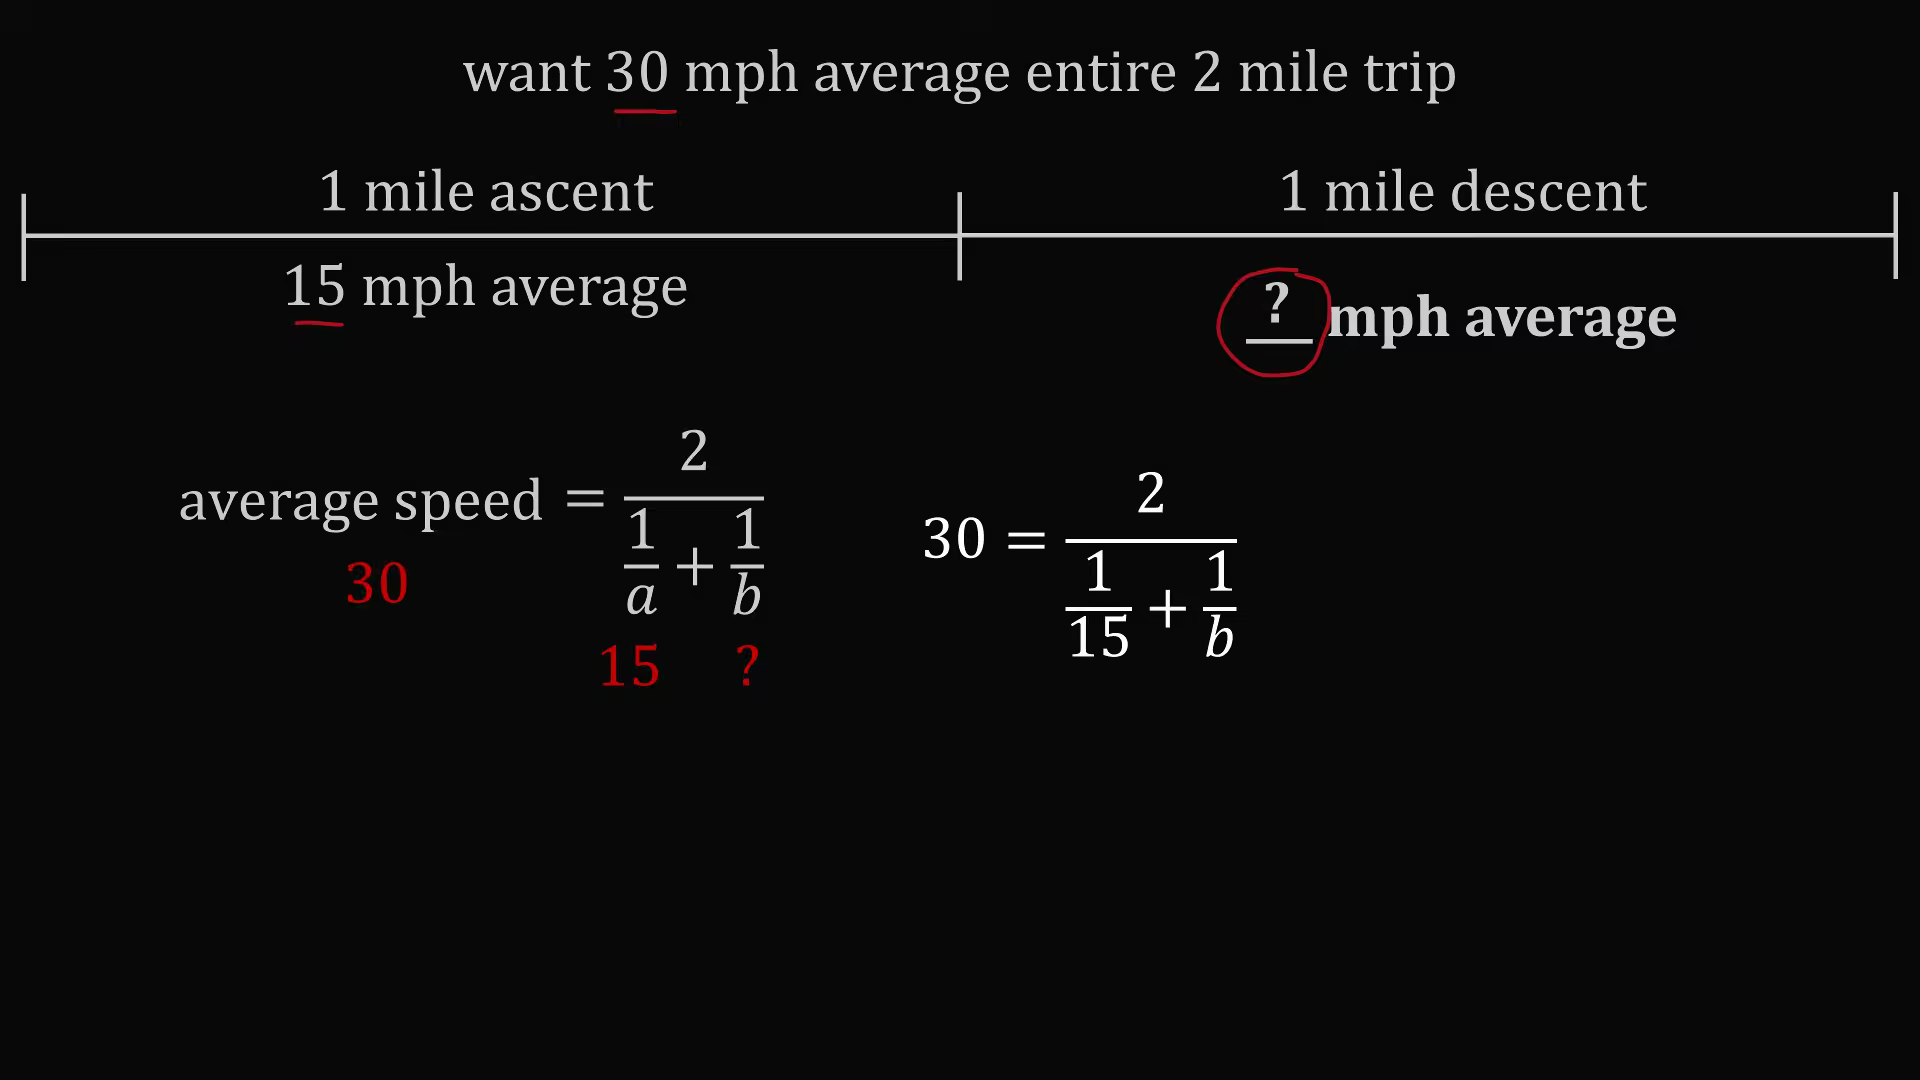 want 30 mph average entire 2 mile trip
1 mile ascent
1 mile descent
15 mph average
? mph average
average speed = 2 / (1/a + 1/b)
30 = 2 / (1/15 + 1/b)
30
15 ?